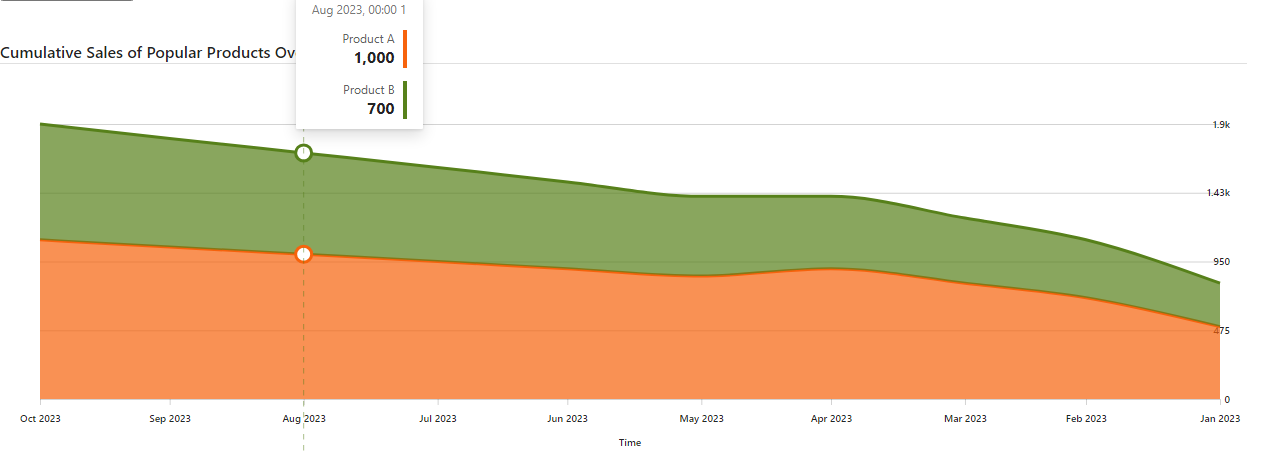 Aug 2023, 00:00 1
Product A
1,000
Product B
700
Cumulative Sales of Popular Products Ov
1.9k
1.43k
950
475
0
Oct 2023 Sep 2023 Aug 2023 Jul 2023 Jun 2023 May 2023 Apr 2023 Mar 2023 Feb 2023 Jan 2023
Time